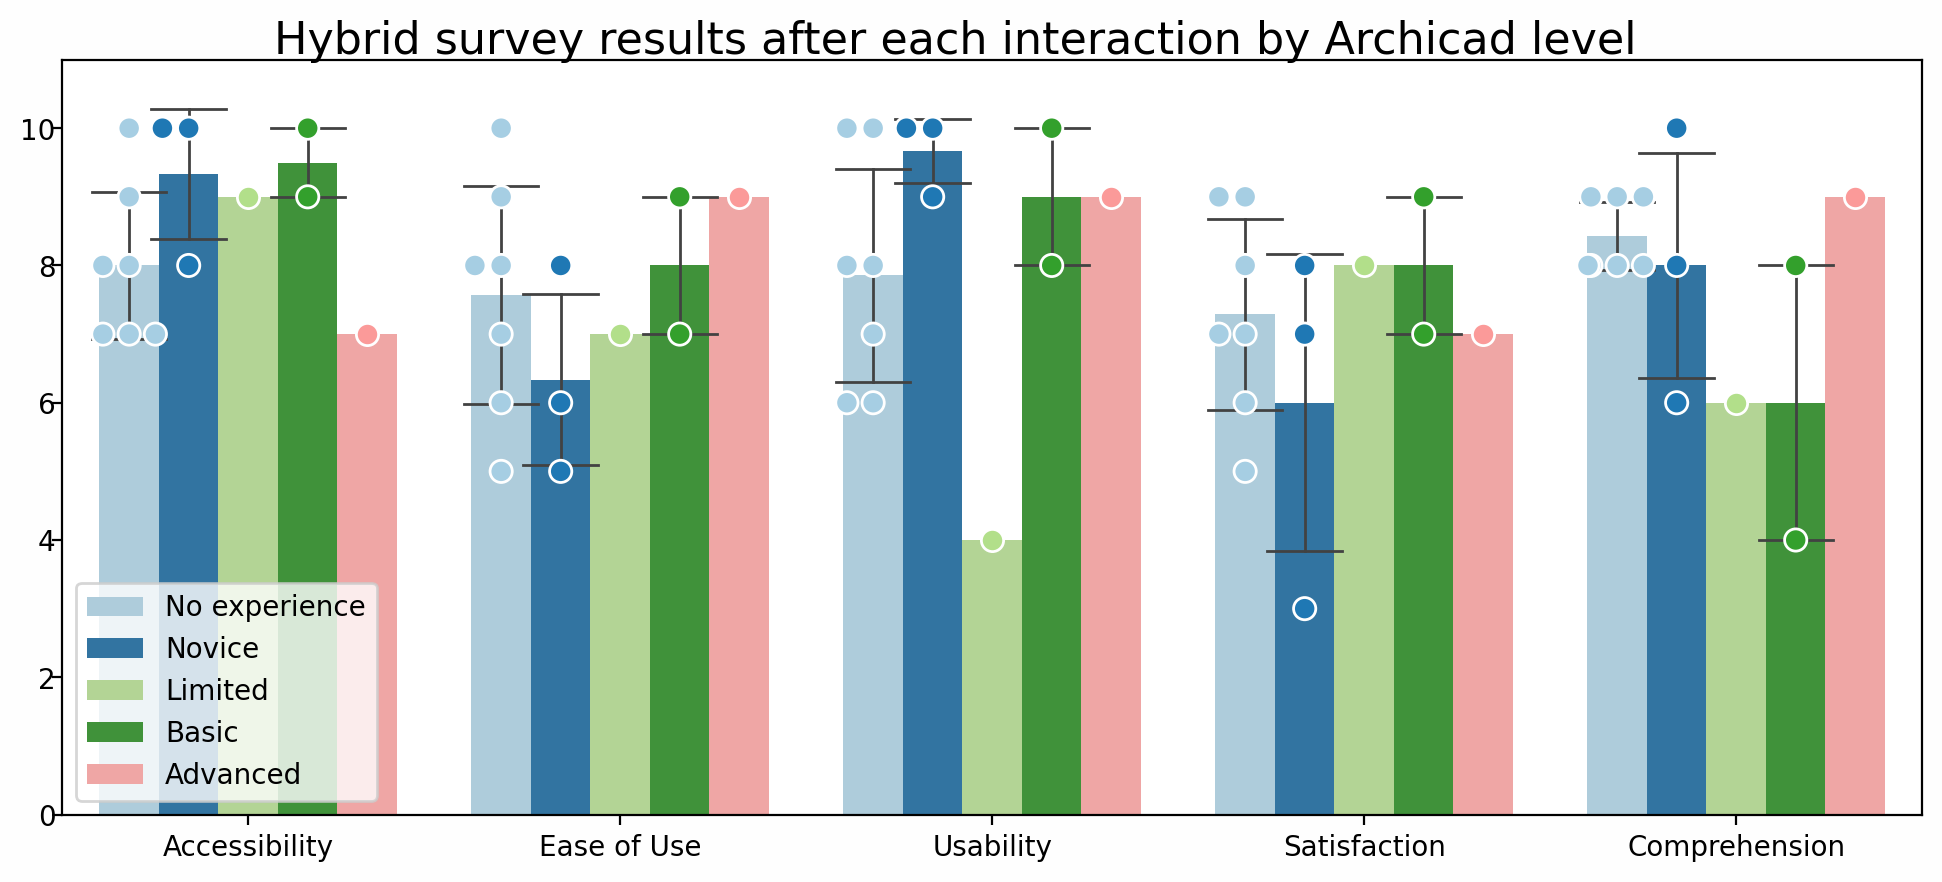 Hybrid survey results after each interaction by Archicad level
10
8
6
4
2
0
No experience
Novice
Limited
Basic
Advanced
Accessibility
Ease of Use
Usability
Satisfaction
Comprehension